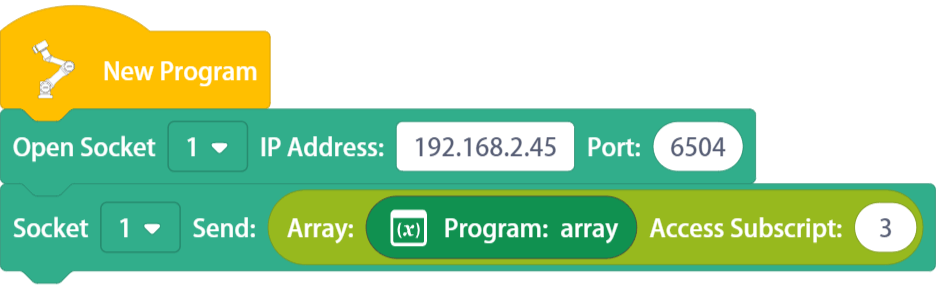 New Program
Open Socket 1 IP Address: 192.168.2.45 Port: 6504
Socket 1 Send: Array: (x) Program: array Access Subscript: 3